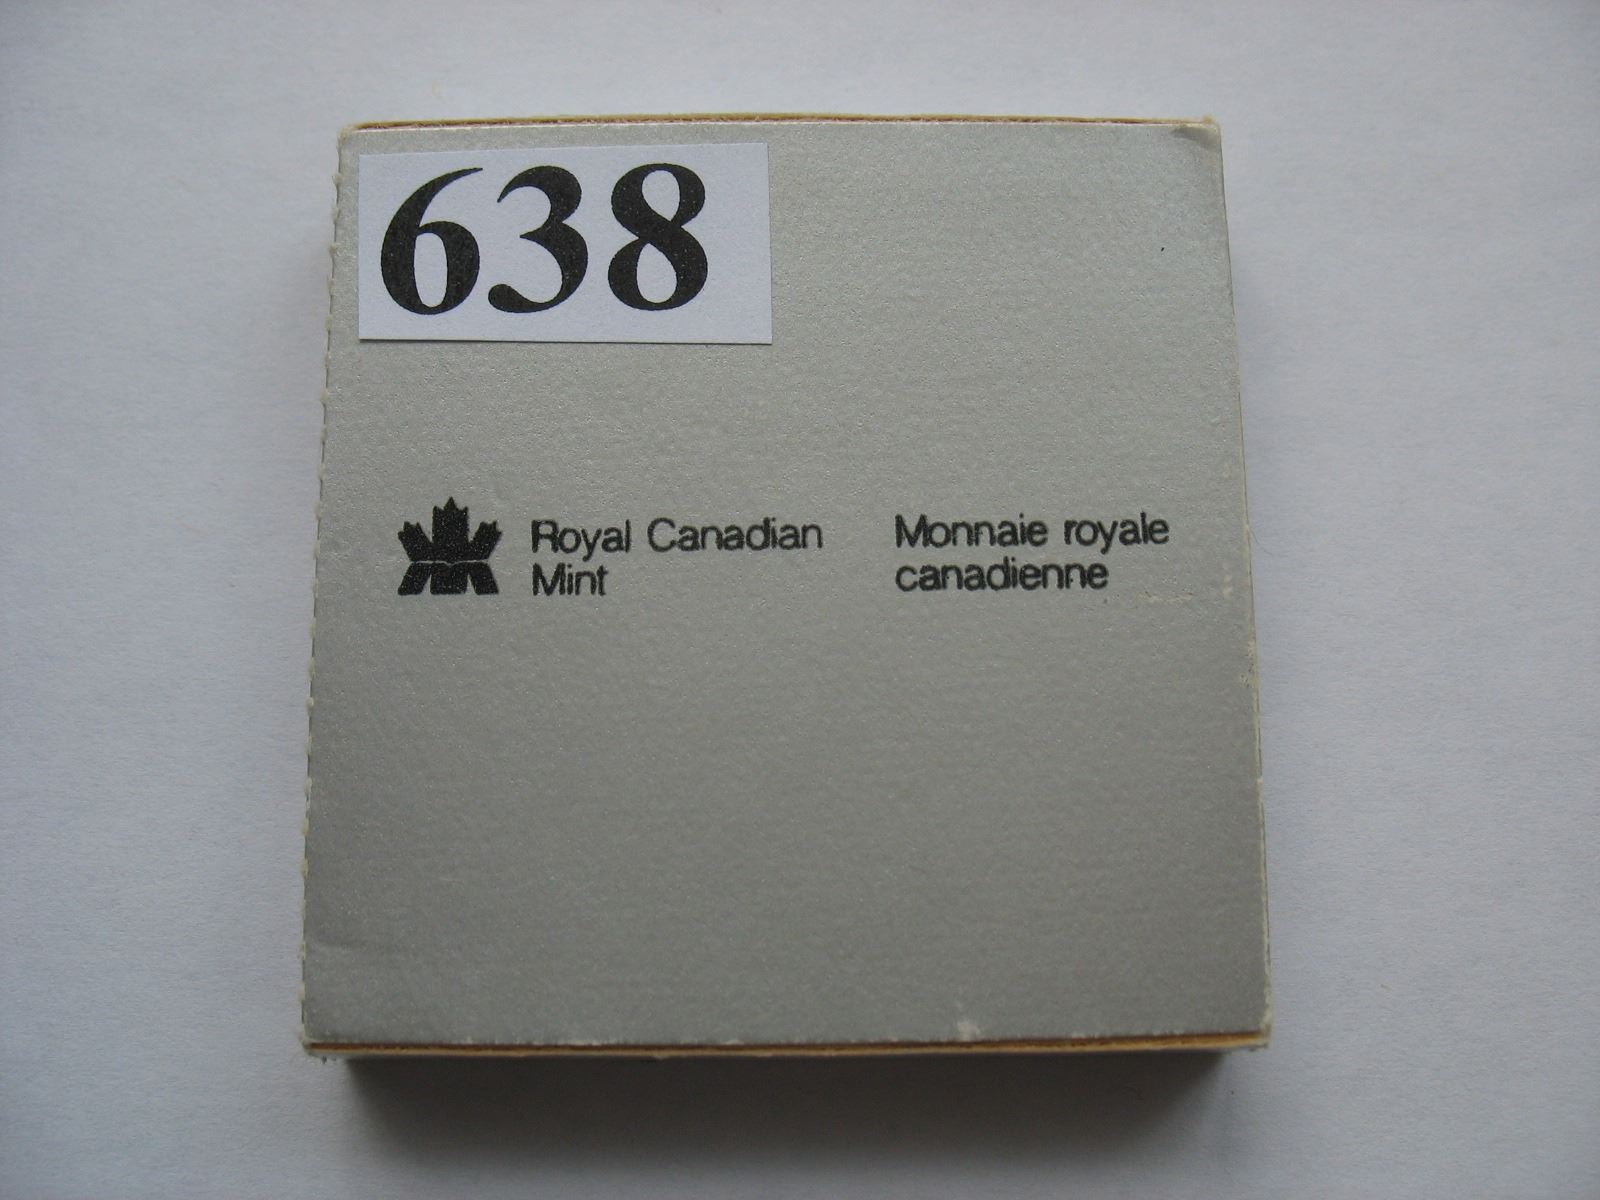 638
Royal Canadian
Mint
Monnaie royale
canadienne